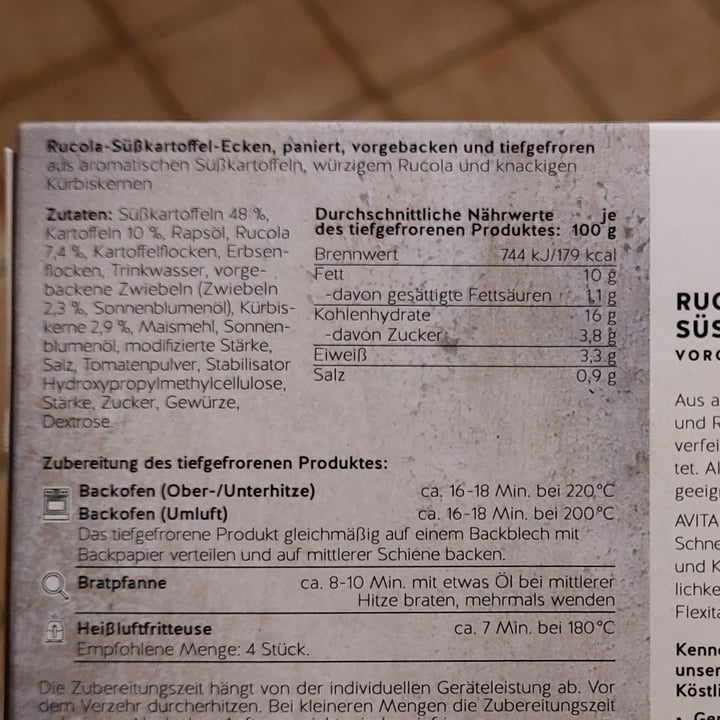 Rucola-Süßkartoffel-Ecken, paniert, vorgebacken und tiefgefroren
aus aromatischen Süßkartoffeln, würzigem Rucola und knackigen
Kürbiskernen
Zutaten: Süßkartoffeln 48 %,
Kartoffeln 10 %, Rapsöl, Rucola
7,4 %, Kartoffelflocken, Erbsen-
flocken, Trinkwasser, vorge-
backene Zwiebeln (Zwiebeln
2,3 %, Sonnenblumenöl), Kürbis-
kerne 2,9 %, Maismehl, Sonnen-
blumenöl, modifizierte Stärke,
Salz, Tomatenpulver, Stabilisator
Hydroxypropylmethylcellulose,
Stärke, Zucker, Gewürze,
Dextrose.
Durchschnittliche Nährwerte je
des tiefgefrorenen Produktes: 100 g
Brennwert 744 kJ/179 kcal
Fett 10 g
-davon gesättigte Fettsäuren 1,1 g
Kohlenhydrate 16 g
-davon Zucker 3,8 g
Eiweiß 3,3 g
Salz 0,9 g
Zubereitung des tiefgefrorenen Produktes:
Backofen (Ober-/Unterhitze) ca. 16-18 Min. bei 220°C
Backofen (Umluft) ca. 16-18 Min. bei 200°C
Das tiefgefrorene Produkt gleichmäßig auf einem Backblech mit
Backpapier verteilen und auf mittlerer Schiene backen.
Bratpfanne ca. 8-10 Min. mit etwas Öl bei mittlerer
Hitze braten, mehrmals wenden
Heißluftfritteuse ca. 7 Min. bei 180°C
Empfohlene Menge: 4 Stück.
Die Zubereitungszeit hängt von der individuellen Geräteleistung ab. Vor
dem Verzehr durcherhitzen. Bei kleineren Mengen die Zubereitungszeit
RUC
SÜS
VORG
Aus a
und R
verfei
tet. Al
geeig
AVITA
Schne
und K
lichke
Flexita
Kenne
unser
Köstli